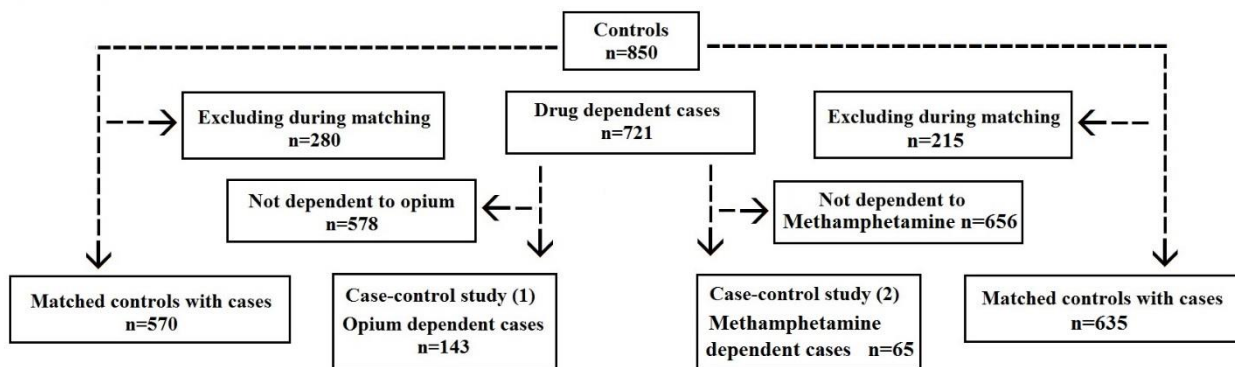 Controls
n=850
Excluding during matching
n=280
Drug dependent cases
n=721
Excluding during matching
n=215
Not dependent to opium
n=578
Not dependent to
Methamphetamine n=656
Matched controls with cases
n=570
Case-control study (1)
Opium dependent cases
n=143
Case-control study (2)
Methamphetamine
dependent cases n=65
Matched controls with cases
n=635